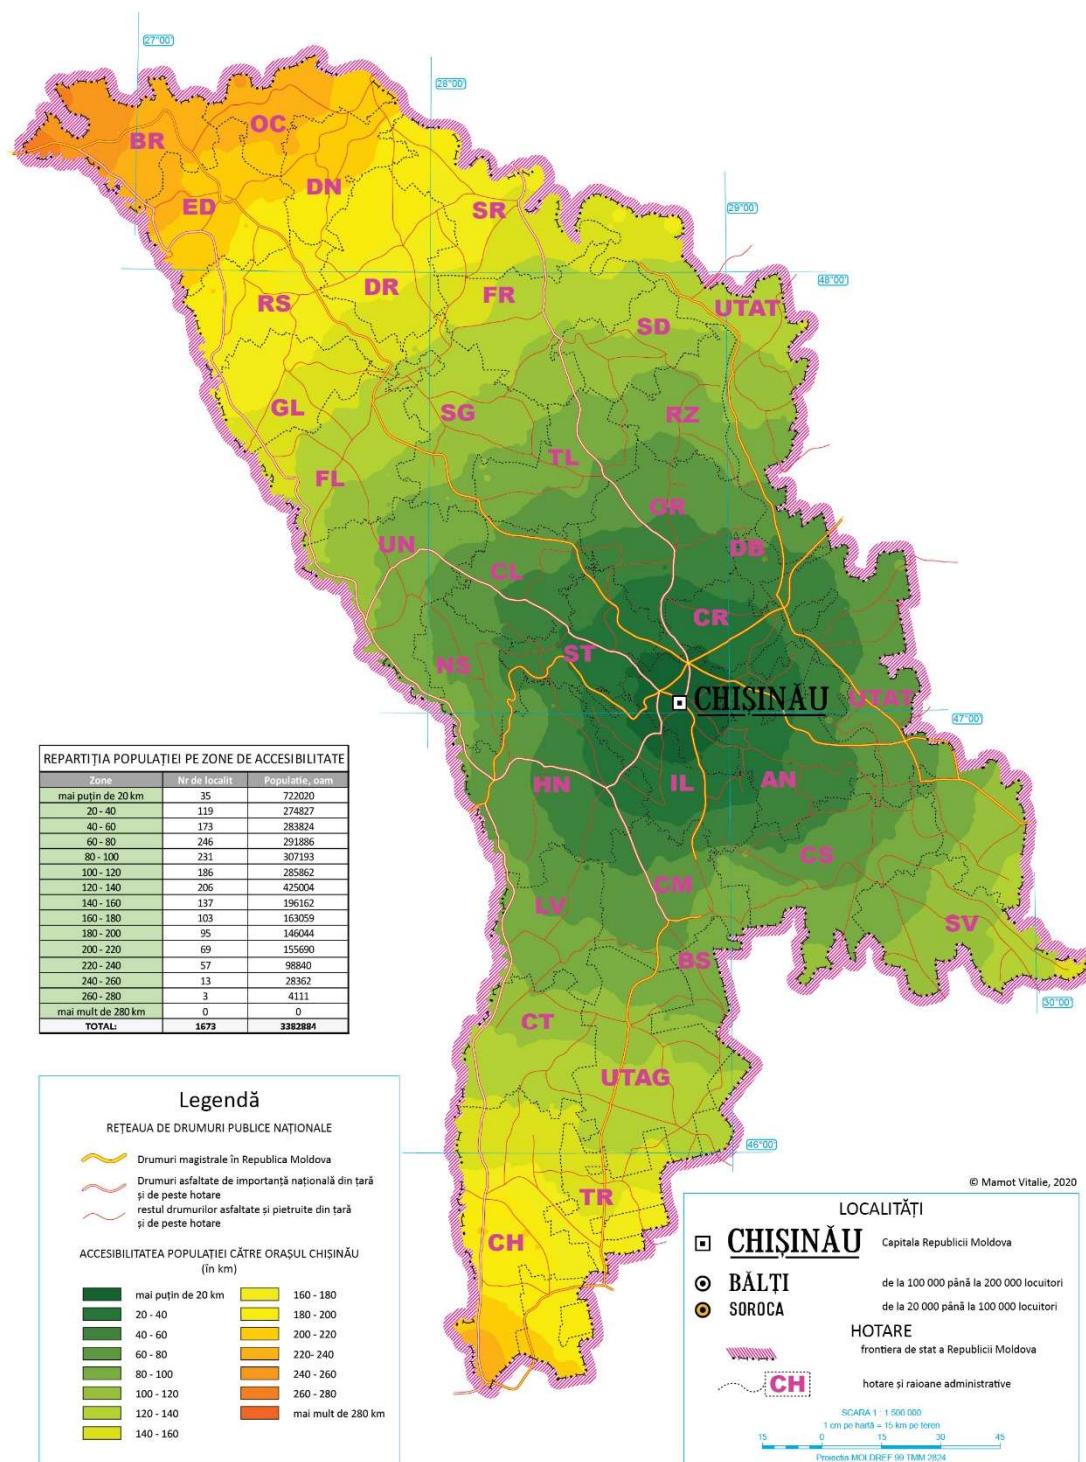 27°00'
28°00'
BR
OC
ED
DN
SR
29°00'
48°00'
RS
DR
FR
UTAT
SD
GL
SG
RZ
FL
TL
GR
UN
DB
CL
CR
NS
ST
CHIȘINĂU
UTAT
47°00'
HN
IL
AN
CS
LV
CM
SV
BS
30°00'
CT
UTAG
46°00'
TR
CH
REPARTIȚIA POPULAȚIEI PE ZONE DE ACCESIBILITATE
Zone Nr de localit Populatie, oam
mai puțin de 20 km 35 722020
20 - 40 119 274827
40 - 60 173 283824
60 - 80 246 291886
80 - 100 231 307193
100 - 120 186 285862
120 - 140 206 425004
140 - 160 137 196162
160 - 180 103 163059
180 - 200 95 146044
200 - 220 69 155690
220 - 240 57 98840
240 - 260 13 28362
260 - 280 3 4111
mai mult de 280 km 0 0
TOTAL: 1673 3382884
Legendă
REȚEAUA DE DRUMURI PUBLICE NAȚIONALE
Drumuri magistrale în Republica Moldova
Drumuri asfaltate de importanță națională din țară
și de peste hotare
restul drumurilor asfaltate și pietruite din țară
și de peste hotare
ACCESIBILITATEA POPULAȚIEI CĂTRE ORAȘUL CHIȘINĂU
(în km)
mai puțin de 20 km
20 - 40
40 - 60
60 - 80
80 - 100
100 - 120
120 - 140
140 - 160
160 - 180
180 - 200
200 - 220
220- 240
240 - 260
260 - 280
mai mult de 280 km
© Mamot Vitalie, 2020
LOCALITĂȚI
CHIȘINĂU Capitala Republicii Moldova
BĂLȚI de la 100 000 până la 200 000 locuitori
SOROCA de la 20 000 până la 100 000 locuitori
HOTARE
frontiera de stat a Republicii Moldova
CH hotare și raioane administrative
SCARA 1 : 1 500 000
1 cm pe hartă = 15 km pe teren
15 0 15 30 45
Proiectia MOLDREF 99 TMM 2824